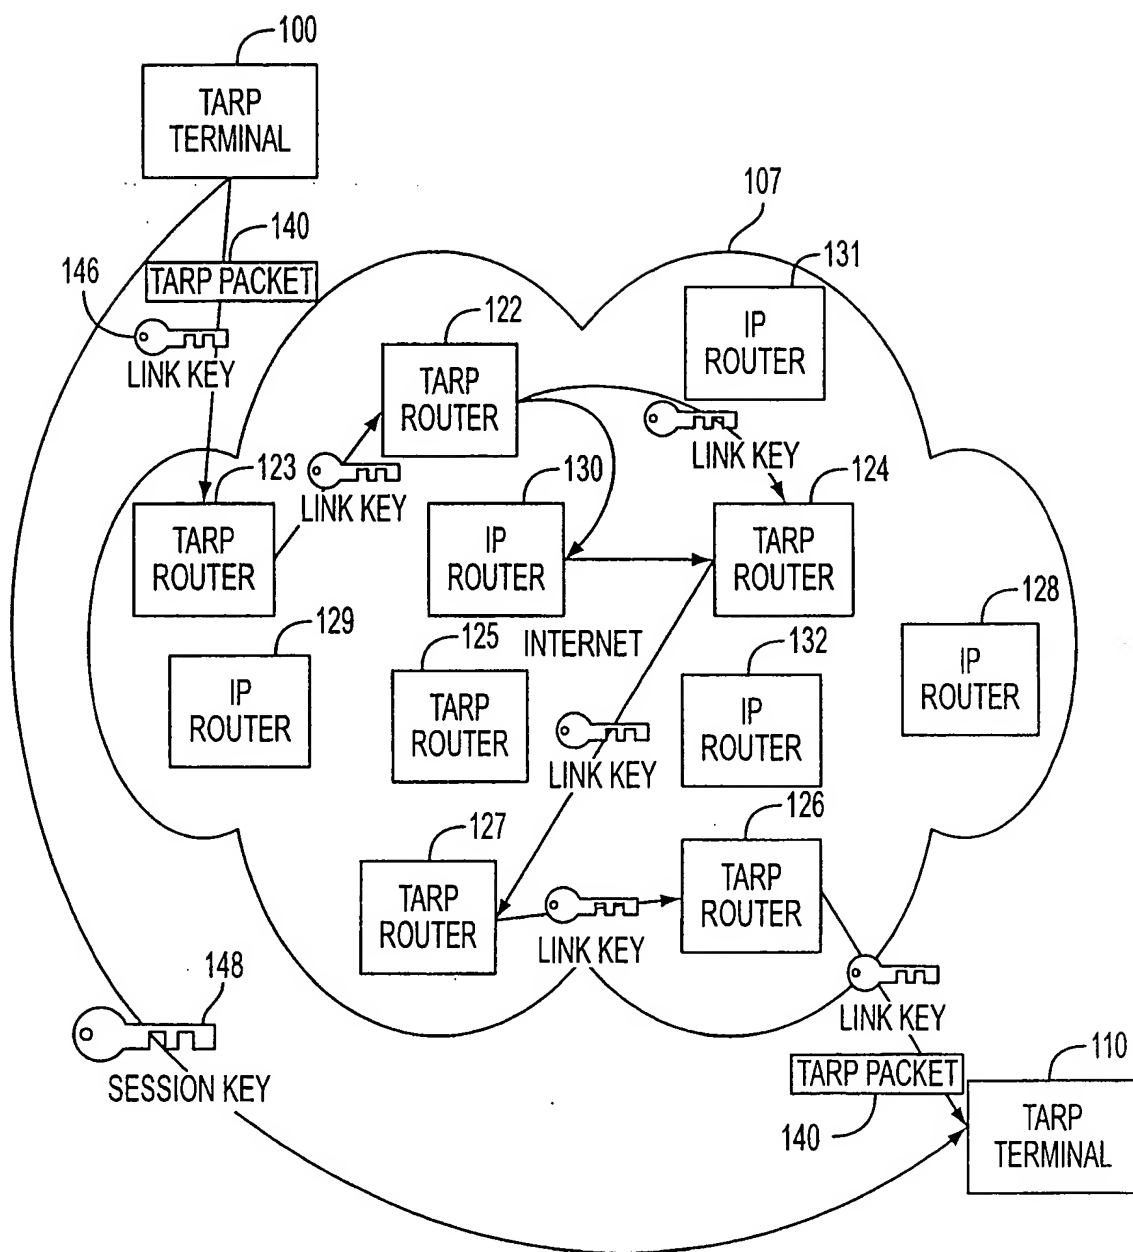 100
TARP
TERMINAL
140
TARP PACKET
146
LINK KEY
107
131
IP
ROUTER
122
TARP
ROUTER
LINK KEY
123
TARP
ROUTER
LINK KEY
130
IP
ROUTER
124
TARP
ROUTER
129
IP
ROUTER
125
TARP
ROUTER
INTERNET
132
IP
ROUTER
128
IP
ROUTER
LINK KEY
127
TARP
ROUTER
LINK KEY
126
TARP
ROUTER
LINK KEY
148
SESSION KEY
TARP PACKET
140
110
TARP
TERMINAL